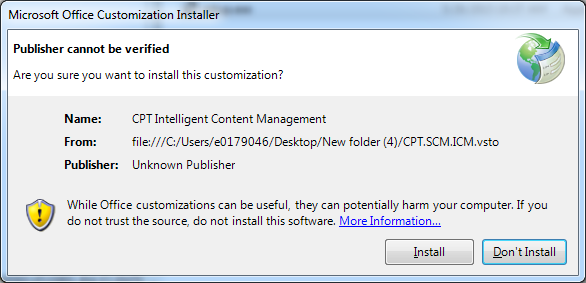 Microsoft Office Customization Installer
Publisher cannot be verified
Are you sure you want to install this customization?
Name: CPT Intelligent Content Management
From: file:///C:/Users/e0179046/Desktop/New folder (4)/CPT.SCM.ICM.vsto
Publisher: Unknown Publisher
While Office customizations can be useful, they can potentially harm your computer. If you
do not trust the source, do not install this software. More Information...
Install Don't Install